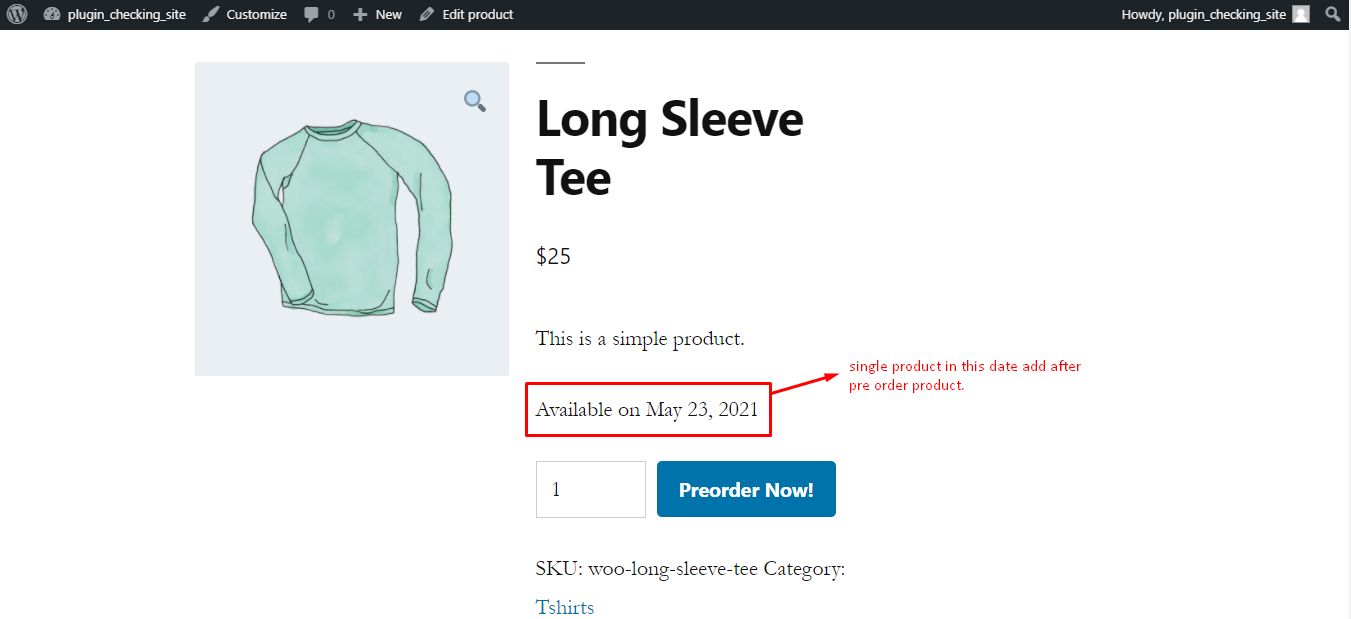 plugin_checking_site Customize 0 New Edit product Howdy, plugin_checking_site
Long Sleeve
Tee
$25
This is a simple product.
single product in this date add after
pre order product.
Available on May 23, 2021
1 Preorder Now!
SKU: woo-long-sleeve-tee Category:
Tshirts